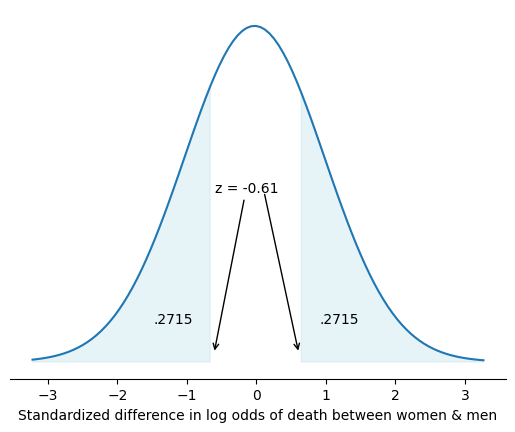 z = -0.61
.2715 .2715
−3 −2 −1 0 1 2 3
Standardized difference in log odds of death between women & men